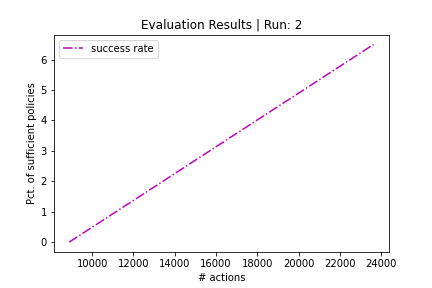 Evaluation Results | Run: 2
success rate
Pct. of sufficient policies
6
5
4
3
2
1
0
10000 12000 14000 16000 18000 20000 22000 24000
# actions